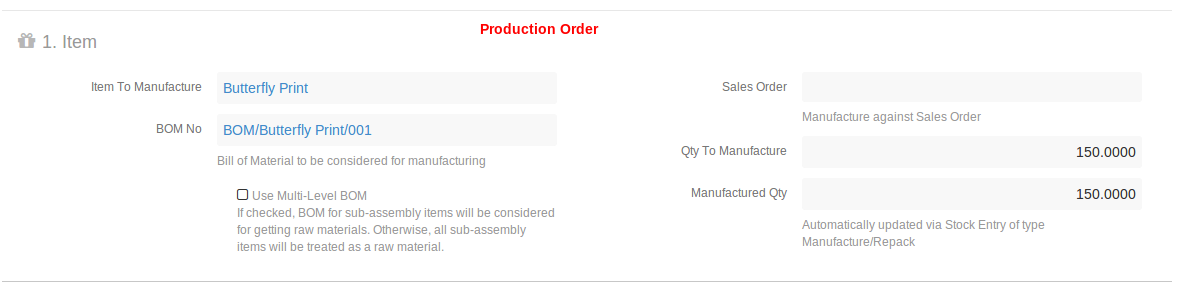 Production Order
1. Item
Item To Manufacture
Butterfly Print
BOM No
BOM/Butterfly Print/001
Bill of Material to be considered for manufacturing
Use Multi-Level BOM
If checked, BOM for sub-assembly items will be considered
for getting raw materials. Otherwise, all sub-assembly
items will be treated as a raw material.
Sales Order
Manufacture against Sales Order
Qty To Manufacture
150.0000
Manufactured Qty
150.0000
Automatically updated via Stock Entry of type
Manufacture/Repack